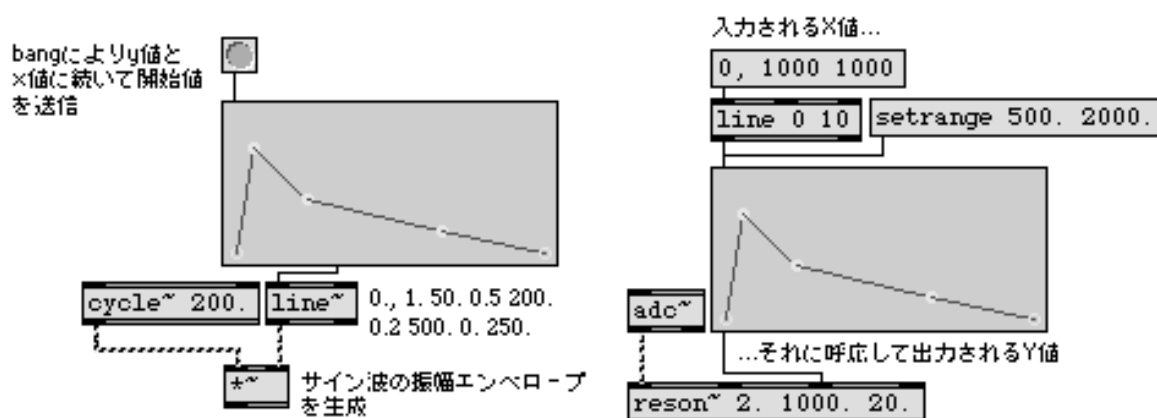 bangによりy値と
x値に続いて開始値
を送信
cycle~ 200.
line~
0., 1. 50. 0.5 200.
0.2 500. 0. 250.
*~
サイン波の振幅エンベロープ
を生成
入力されるX値...
0, 1000 1000
line 0 10
setrange 500. 2000.
adc~
...それに呼応して出力されるY値
reson~ 2. 1000. 20.